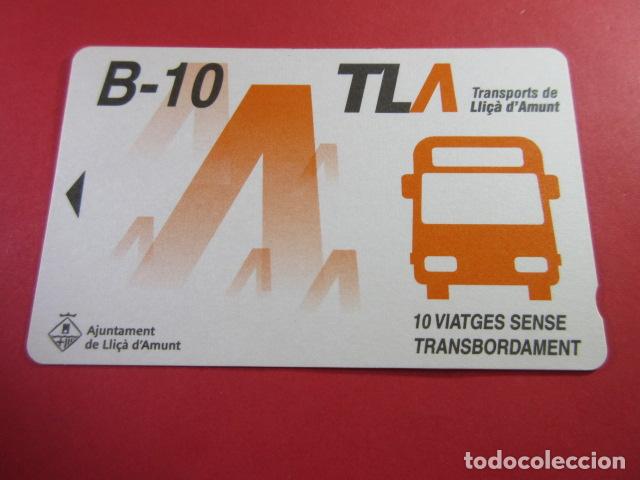 B-10
TLA
Transports de
Lliçà d'Amunt
10 VIATGES SENSE
TRANSBORDAMENT
Ajuntament
de Lliçà d'Amunt
todocoleccion